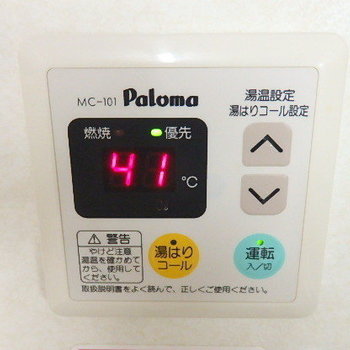 MC-101 Paloma
湯温設定
湯はりコール設定
燃焼 優先
41 ℃
警告
やけど注意
湯温を確かめて
から、使用して
ください。
湯はり
コール
運転
入/切
取扱説明書をよく読んで、正しくご使用ください。